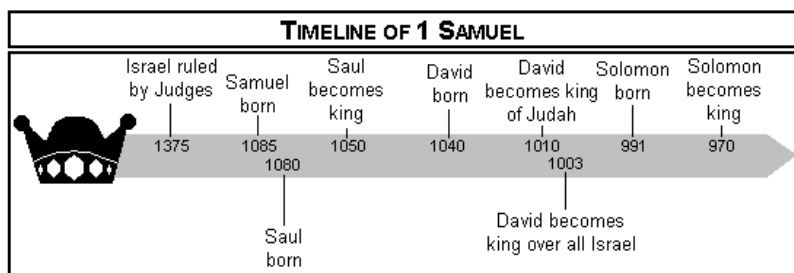 TIMELINE OF 1 SAMUEL
Israel ruled
by Judges
Samuel
born
Saul
becomes
king
David
born
David
becomes king
of Judah
Solomon
born
Solomon
becomes
king
1375
1085
1080
1050
1040
1010
1003
991
970
Saul
born
David becomes
king over all Israel